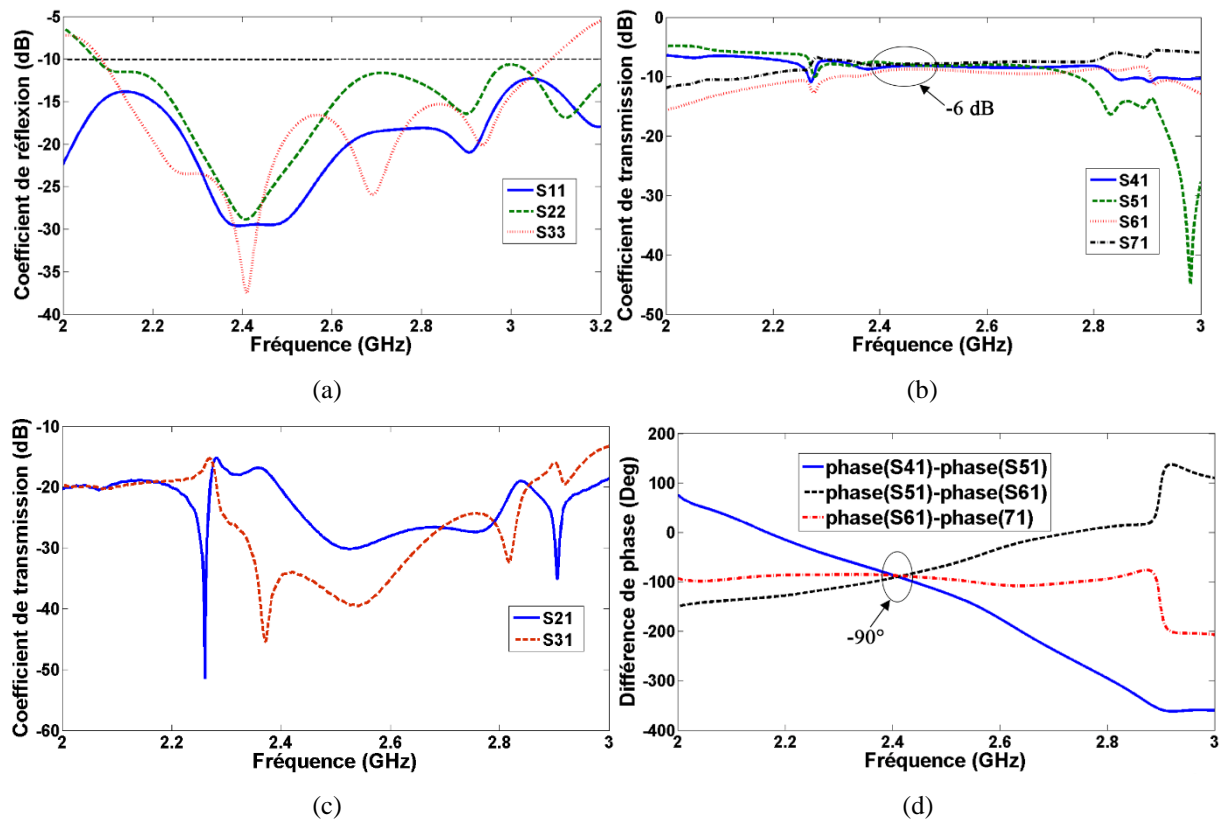 Coefficient de réflexion (dB)
-5
-10
-15
-20
-25
-30
-35
-40
2
2.2
2.4
2.6
2.8
3
3.2
Fréquence (GHz)
S11
S22
S33
(a)
Coefficient de transmission (dB)
0
-10
-20
-30
-40
-50
2
2.2
2.4
2.6
2.8
3
Fréquence (GHz)
-6 dB
S41
S51
S61
S71
(b)
Coefficient de transmission (dB)
-10
-20
-30
-40
-50
-60
2
2.2
2.4
2.6
2.8
3
Fréquence (GHz)
S21
S31
(c)
Différence de phase (Deg)
200
100
0
-100
-200
-300
-400
2
2.2
2.4
2.6
2.8
3
Fréquence (GHz)
phase(S41)-phase(S51)
phase(S51)-phase(S61)
phase(S61)-phase(71)
-90°
(d)